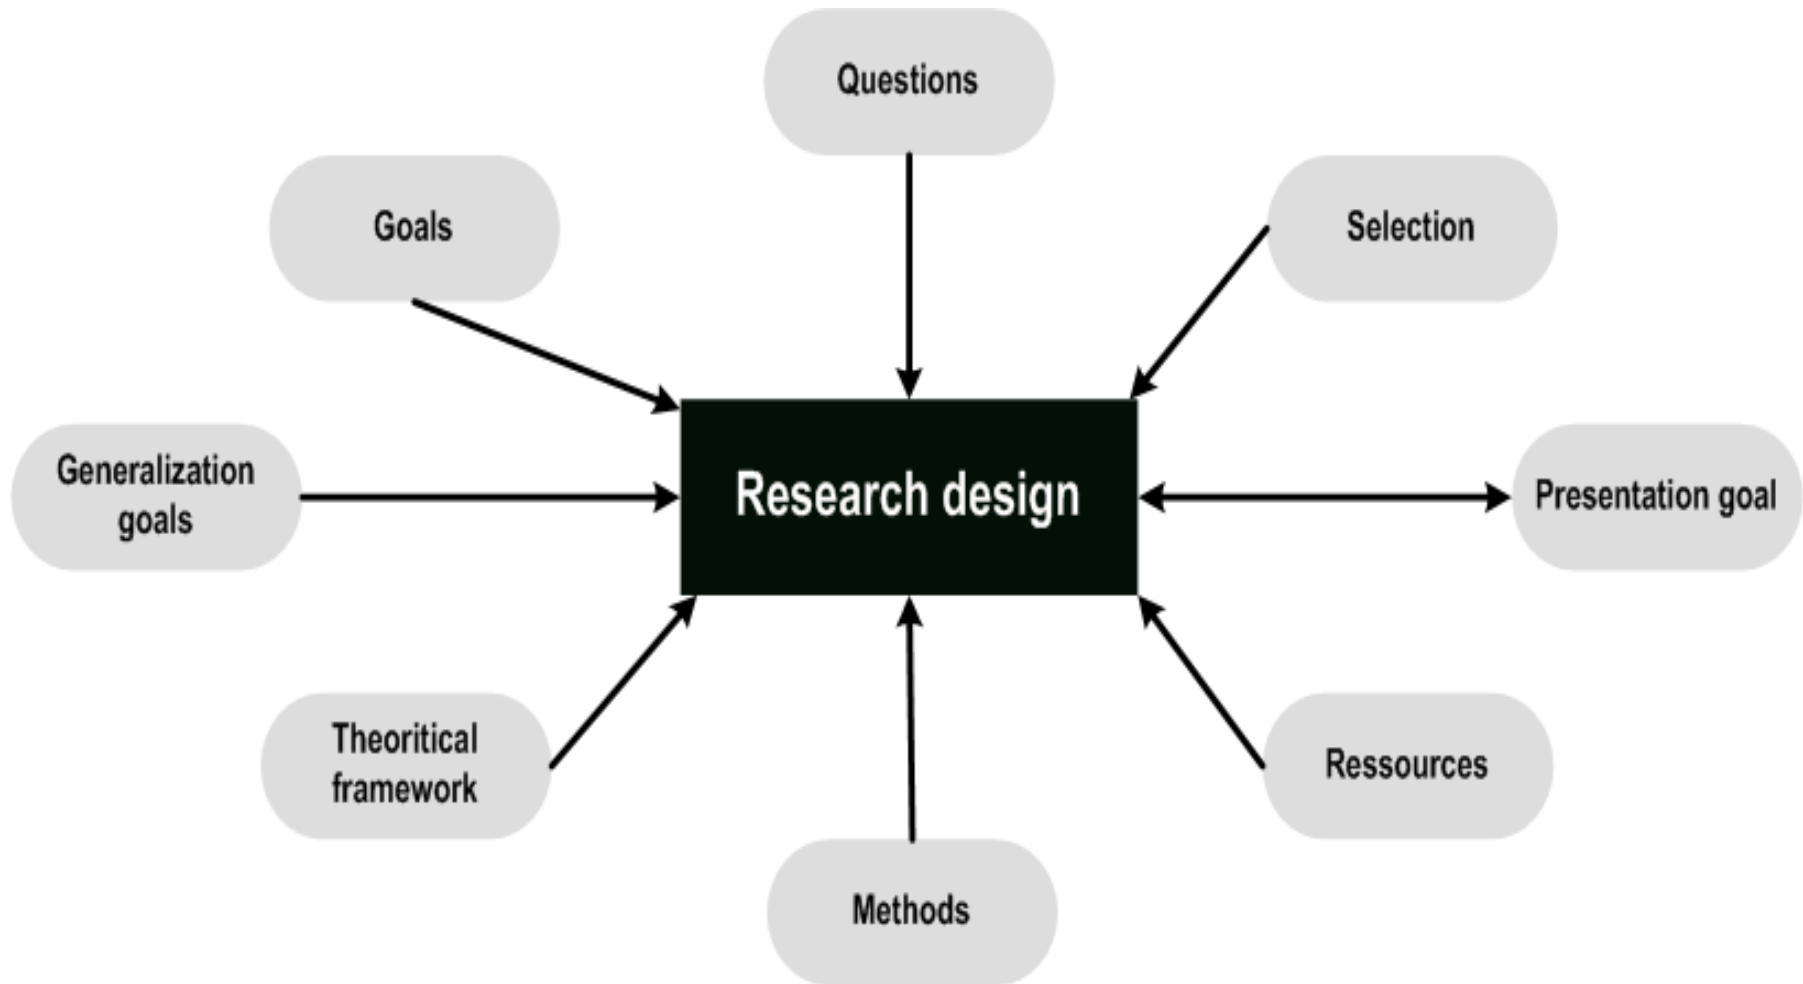 Questions
Goals
Selection
Generalization
goals
Research design
Presentation goal
Theoritical
framework
Ressources
Methods